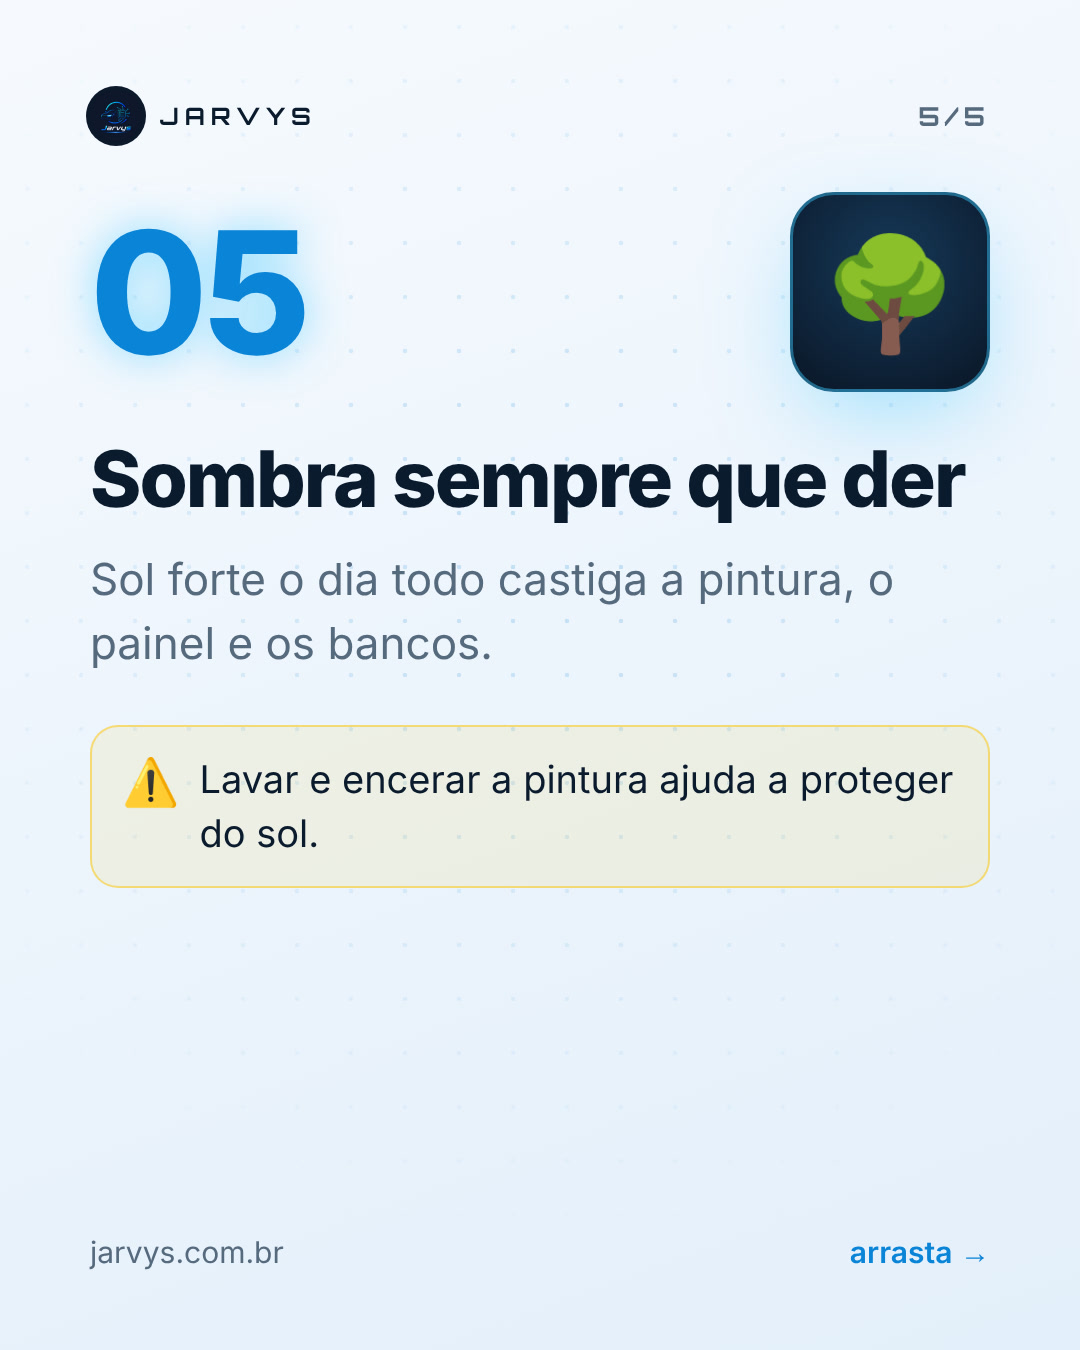 Jarvys
JARVYS
5/5
05
Sombra sempre que der
Sol forte o dia todo castiga a pintura, o
painel e os bancos.
⚠️ Lavar e encerar a pintura ajuda a proteger
do sol.
jarvys.com.br
arrasta →